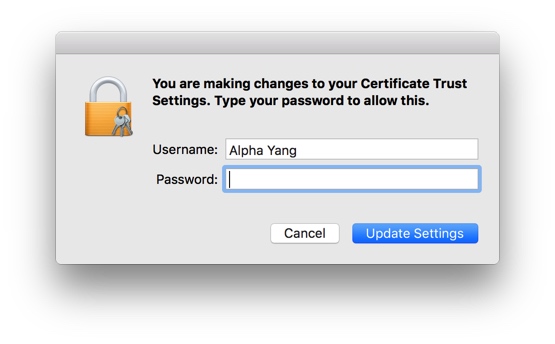 You are making changes to your Certificate Trust
Settings. Type your password to allow this.
Username: Alpha Yang
Password:
Cancel Update Settings